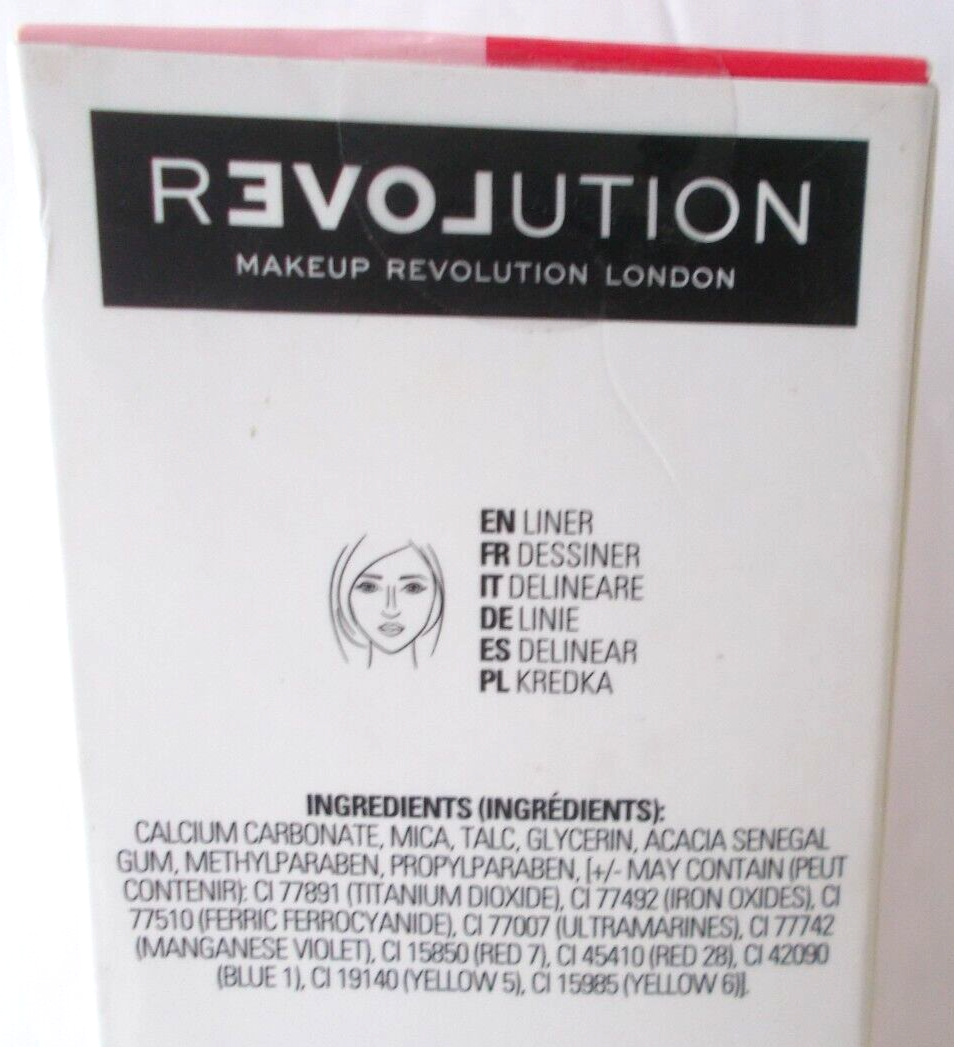 REVOLUTION
MAKEUP REVOLUTION LONDON
EN LINER
FR DESSINER
IT DELINEARE
DE LINIE
ES DELINEAR
PL KREDKA
INGREDIENTS (INGRÉDIENTS):
CALCIUM CARBONATE, MICA, TALC, GLYCERIN, ACACIA SENEGAL
GUM, METHYLPARABEN, PROPYLPARABEN, [+/- MAY CONTAIN (PEUT
CONTENIR): CI 77891 (TITANIUM DIOXIDE), CI 77492 (IRON OXIDES), CI
77510 (FERRIC FERROCYANIDE), CI 77007 (ULTRAMARINES), CI 77742
(MANGANESE VIOLET), CI 15850 (RED 7), CI 45410 (RED 28), CI 42090
(BLUE 1), CI 19140 (YELLOW 5), CI 15985 (YELLOW 6)].